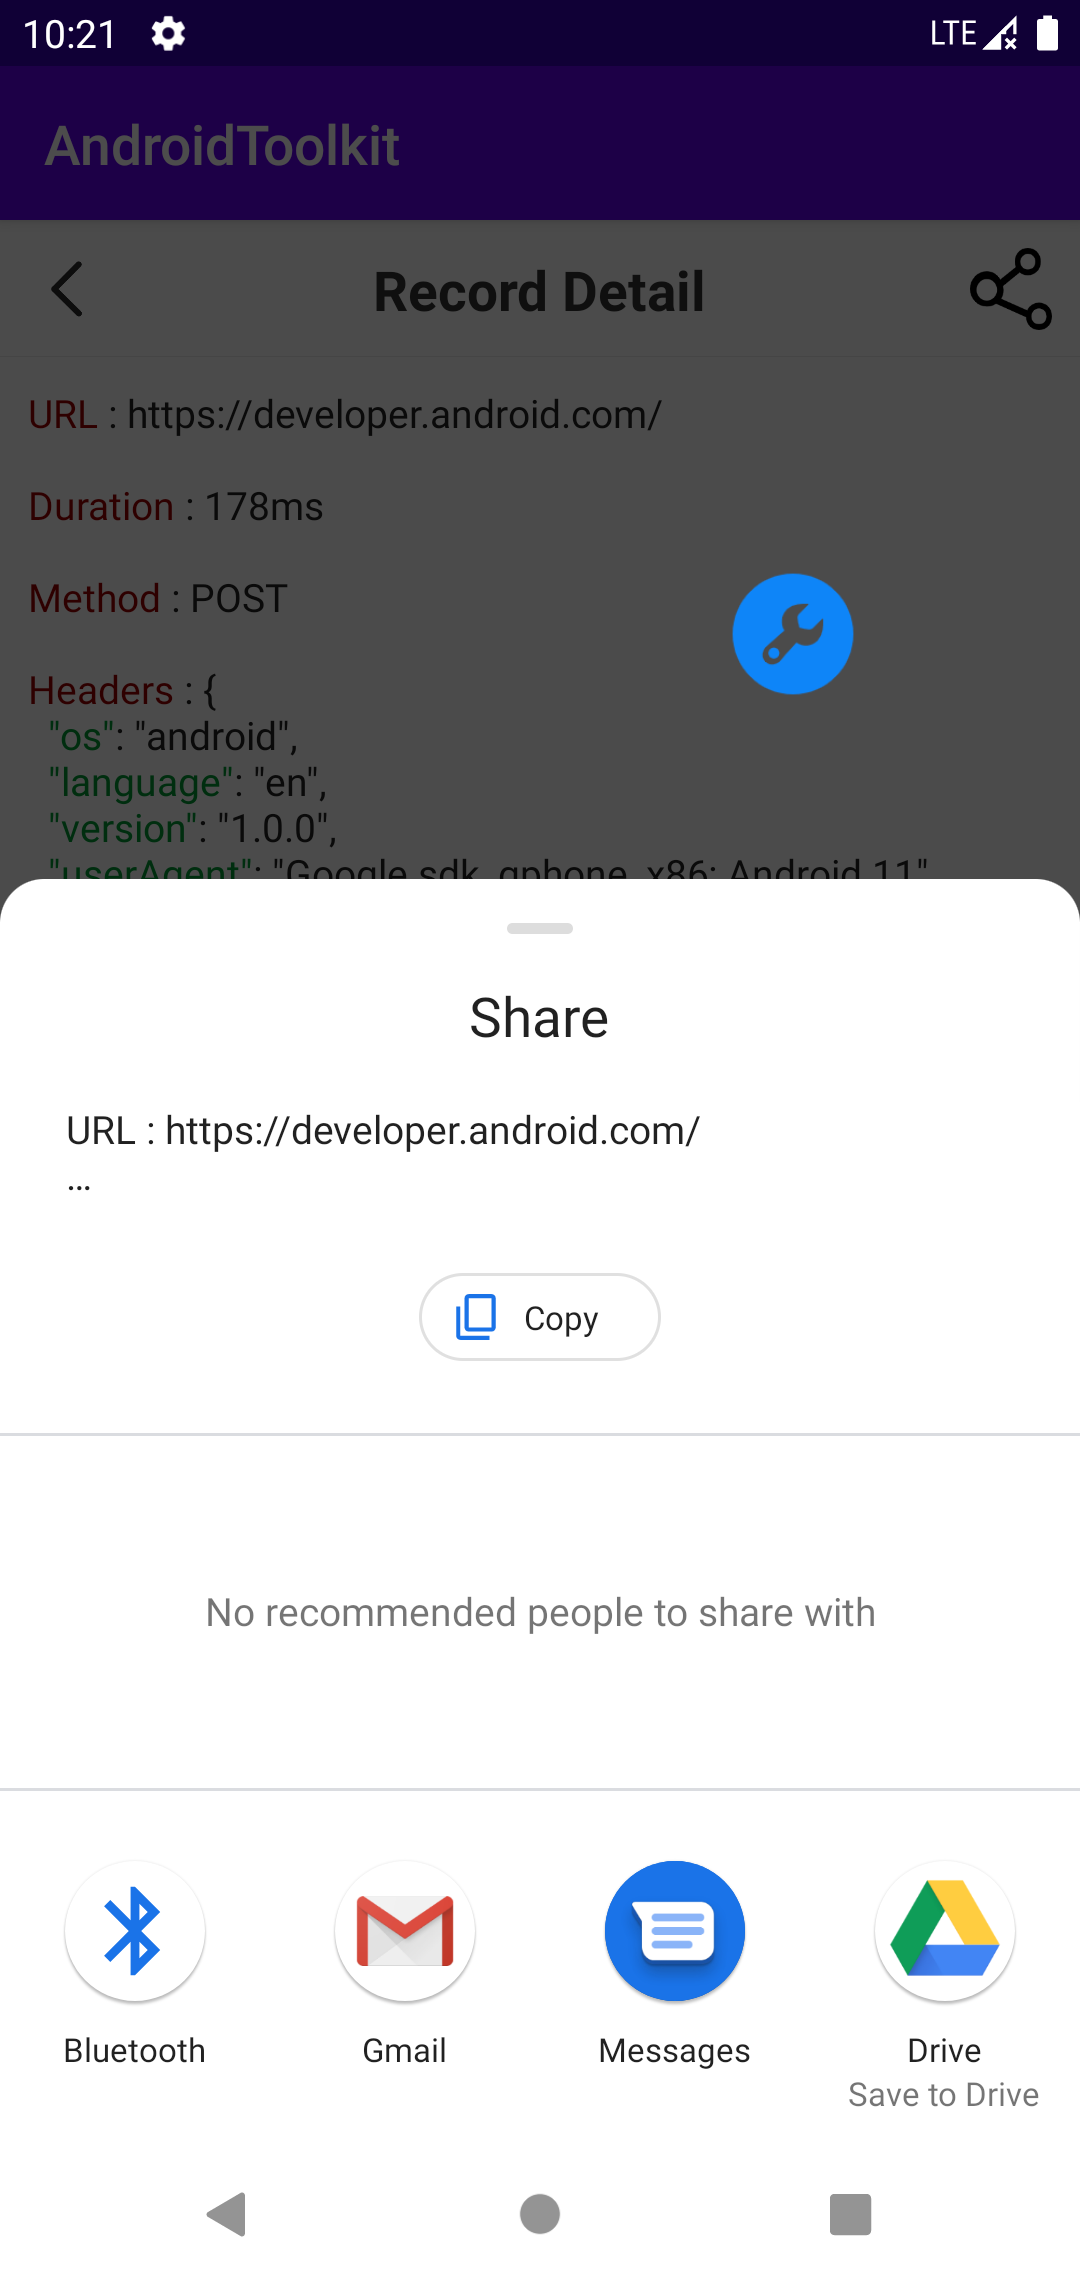 10:21 LTE
AndroidToolkit
Record Detail
URL : https://developer.android.com/
Duration : 178ms
Method : POST
Headers : {
"os": "android",
"language": "en",
"version": "1.0.0",
"userAgent": "Google sdk_gphone_x86; Android 11"
Share
URL : https://developer.android.com/
…
Copy
No recommended people to share with
Bluetooth Gmail Messages Drive
Save to Drive